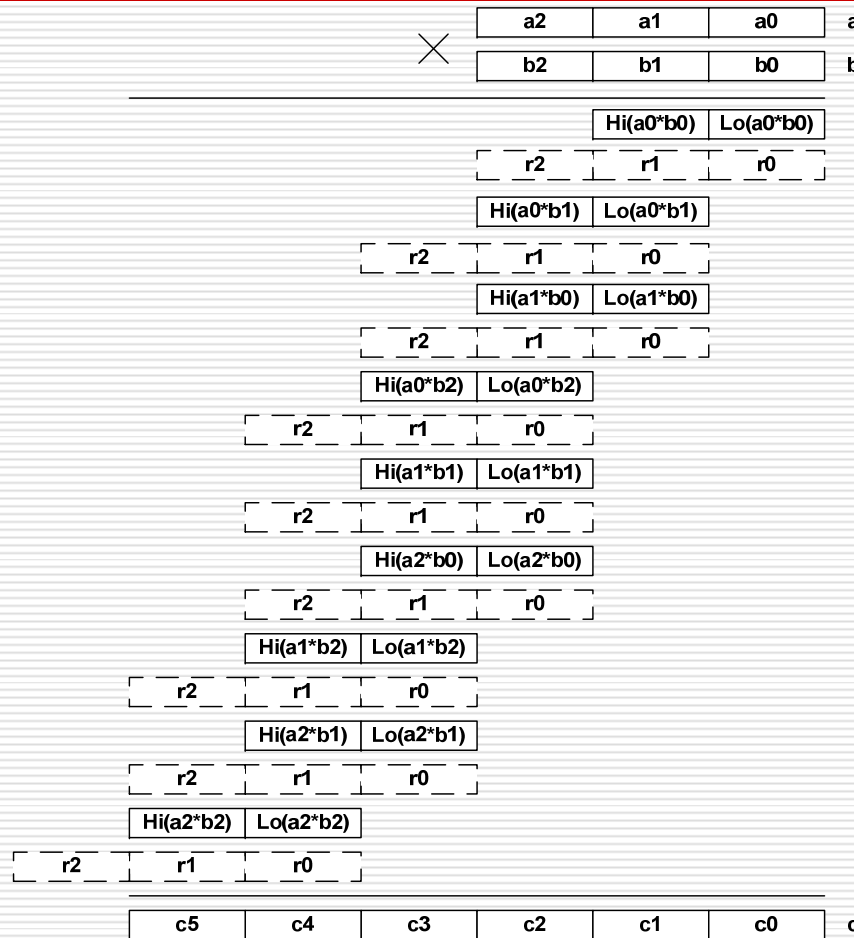 a2 a1 a0 a
b2 b1 b0 b
Hi(a0*b0) Lo(a0*b0)
r2 r1 r0
Hi(a0*b1) Lo(a0*b1)
r2 r1 r0
Hi(a1*b0) Lo(a1*b0)
r2 r1 r0
Hi(a0*b2) Lo(a0*b2)
r2 r1 r0
Hi(a1*b1) Lo(a1*b1)
r2 r1 r0
Hi(a2*b0) Lo(a2*b0)
r2 r1 r0
Hi(a1*b2) Lo(a1*b2)
r2 r1 r0
Hi(a2*b1) Lo(a2*b1)
r2 r1 r0
Hi(a2*b2) Lo(a2*b2)
r2 r1 r0
c5 c4 c3 c2 c1 c0 c